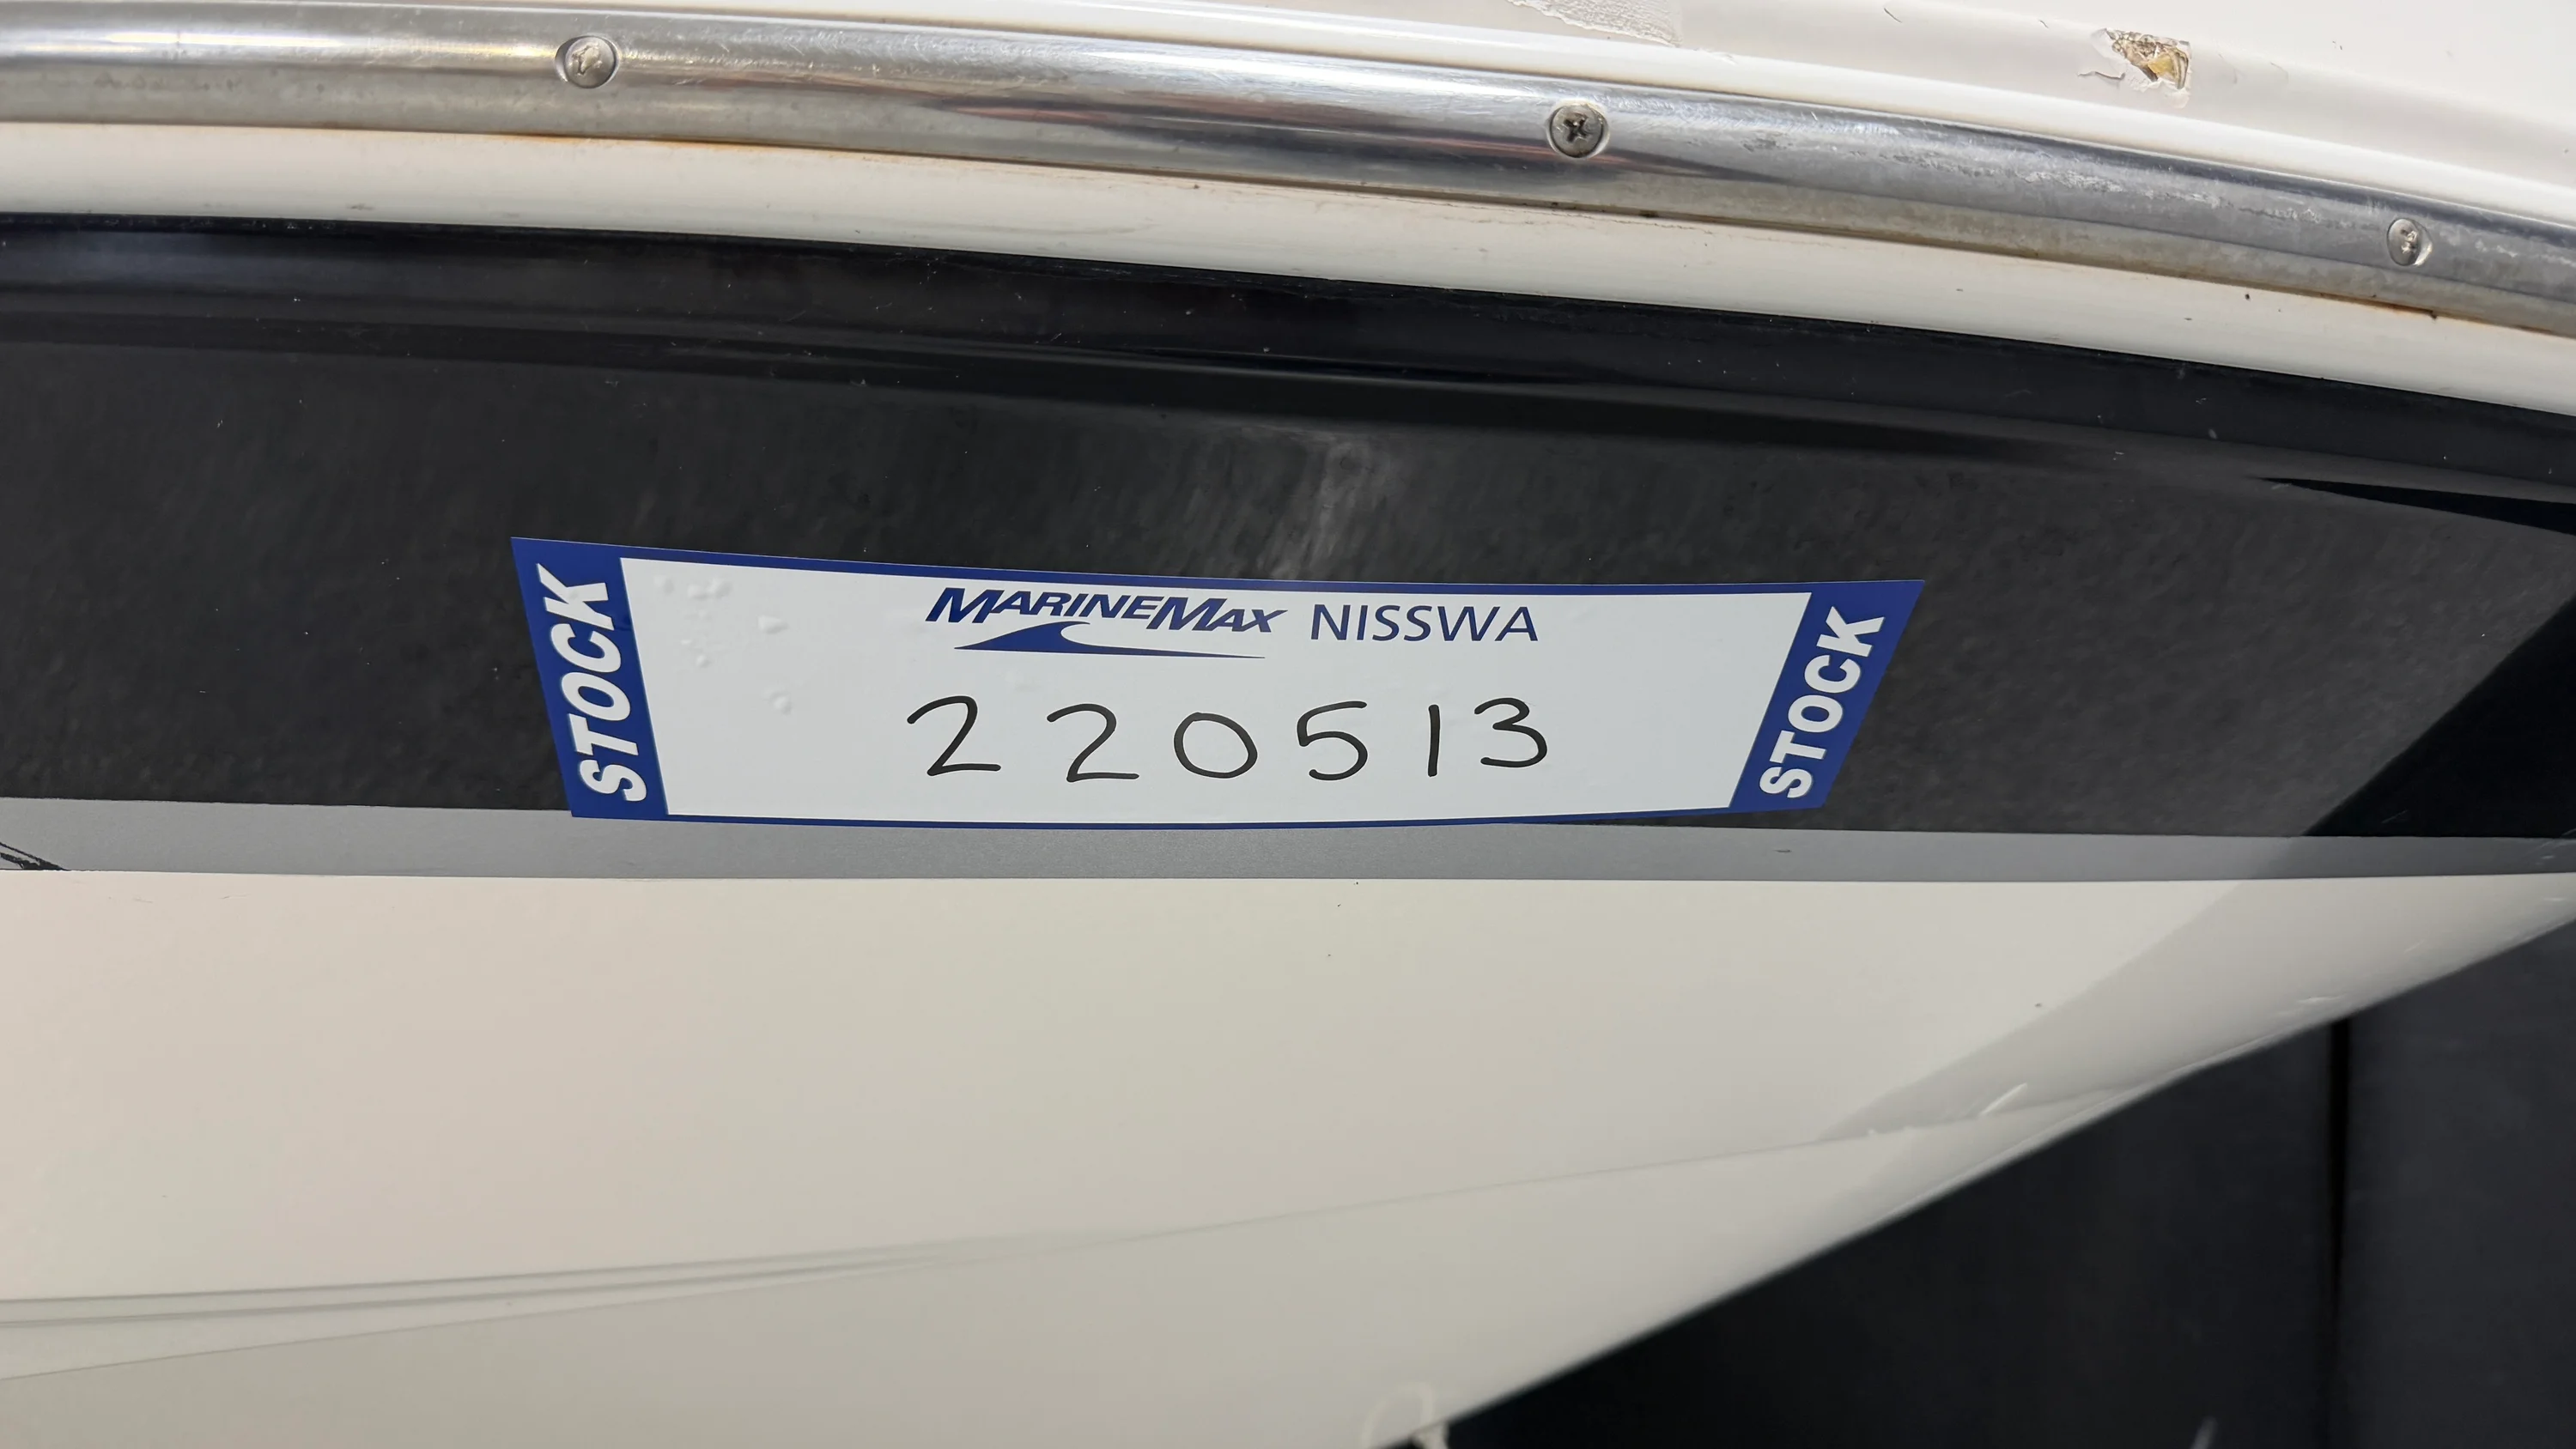 STOCK
MARINEMAX NISSWA
220513
STOCK